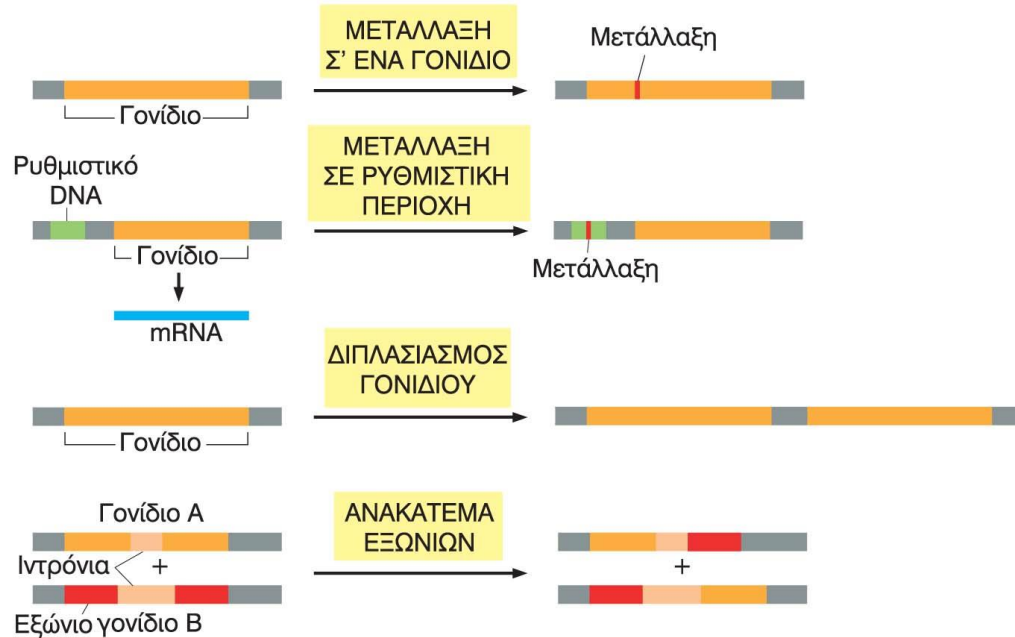 ΜΕΤΑΛΛΑΞΗ
Σ' ΕΝΑ ΓΟΝΙΔΙΟ
Μετάλλαξη
Γονίδιο
Ρυθμιστικό
DNA
ΜΕΤΑΛΛΑΞΗ
ΣΕ ΡΥΘΜΙΣΤΙΚΗ
ΠΕΡΙΟΧΗ
Γονίδιο
Μετάλλαξη
mRNA
ΔΙΠΛΑΣΙΑΣΜΟΣ
ΓΟΝΙΔΙΟΥ
Γονίδιο
Γονίδιο Α
ΑΝΑΚΑΤΕΜΑ
ΕΞΩΝΙΩΝ
Ιντρόνια
+
+
Εξώνιο γονίδιο Β